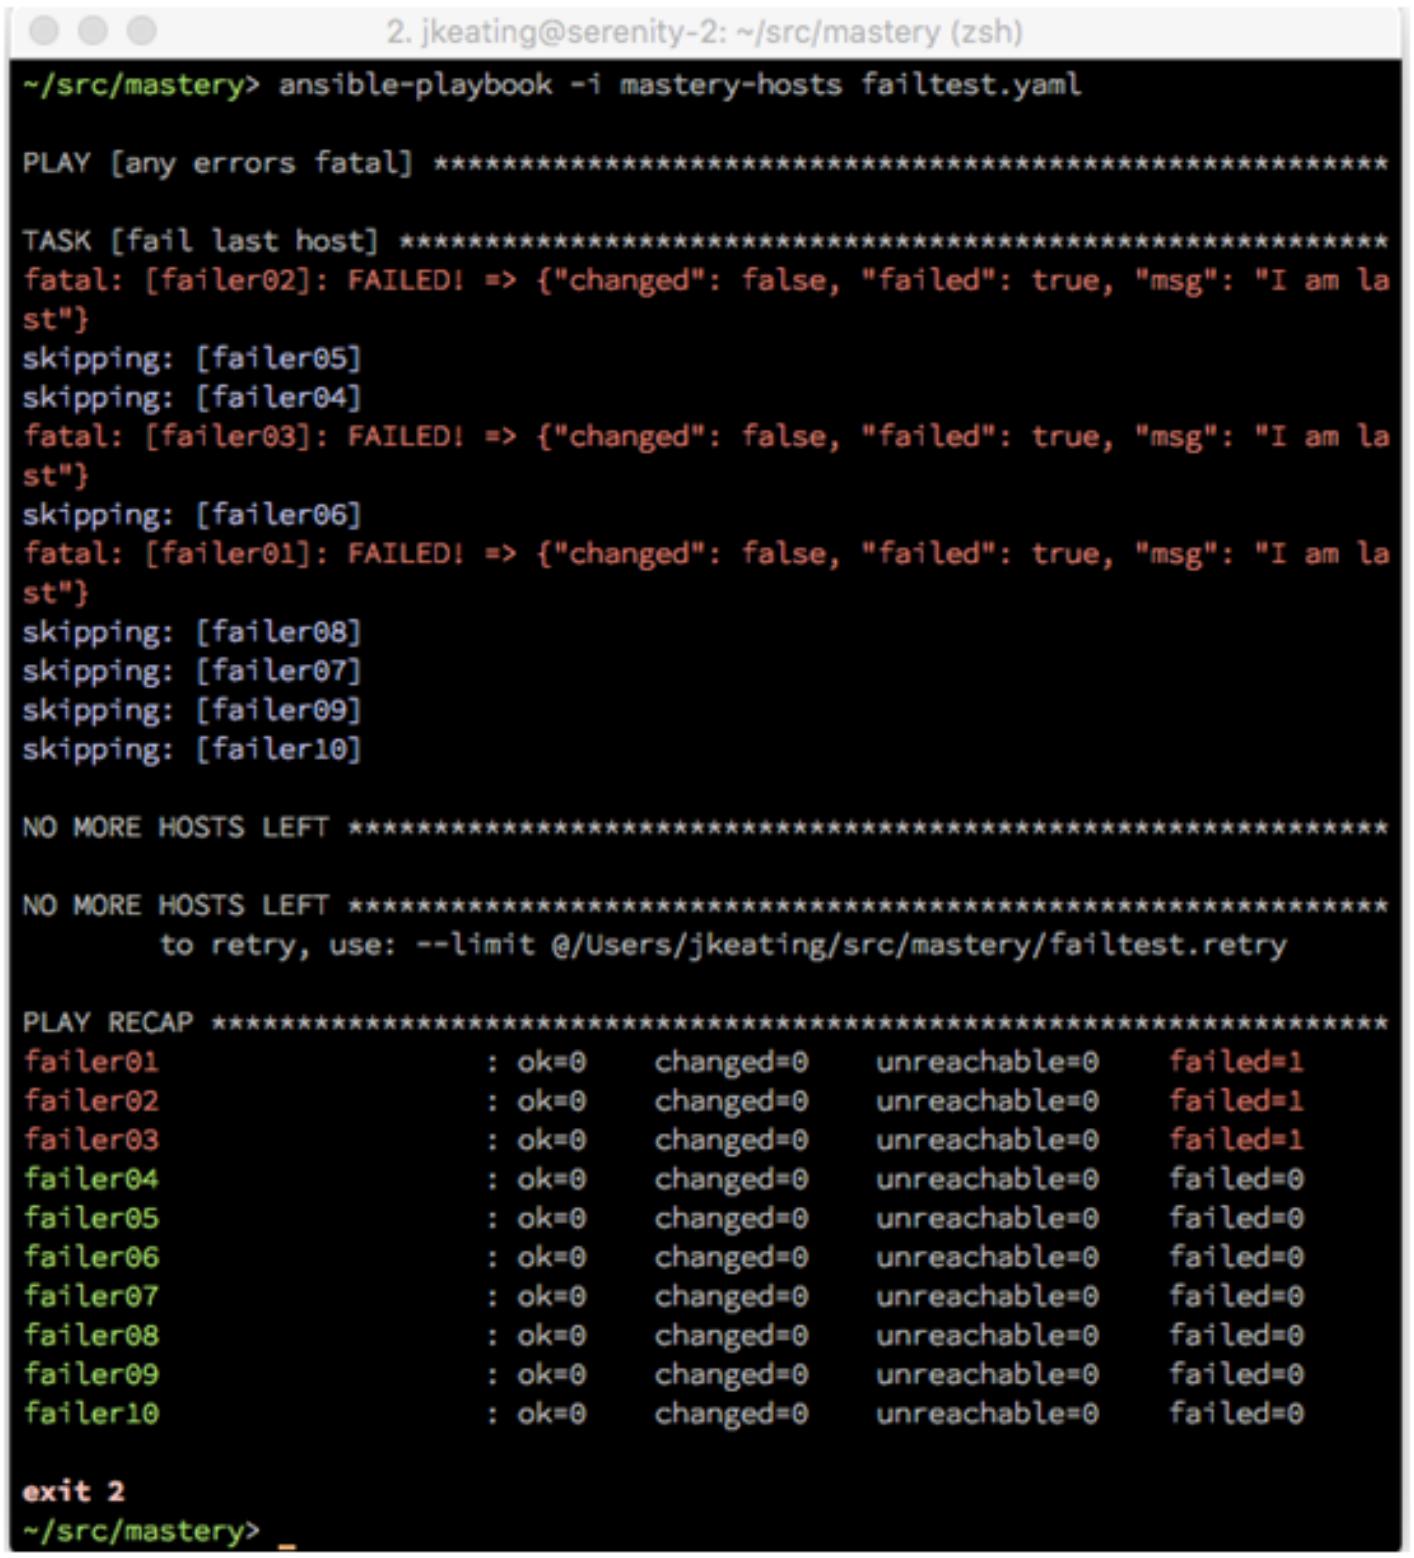 2. jkeating@serenity-2: ~/src/mastery (zsh)
~/src/mastery> ansible-playbook -i mastery-hosts failtest.yaml
PLAY [any errors fatal] ********************************************************
TASK [fail last host] **********************************************************
fatal: [failer02]: FAILED! => {"changed": false, "failed": true, "msg": "I am la
st"}
skipping: [failer05]
skipping: [failer04]
fatal: [failer03]: FAILED! => {"changed": false, "failed": true, "msg": "I am la
st"}
skipping: [failer06]
fatal: [failer01]: FAILED! => {"changed": false, "failed": true, "msg": "I am la
st"}
skipping: [failer08]
skipping: [failer07]
skipping: [failer09]
skipping: [failer10]
NO MORE HOSTS LEFT *************************************************************
NO MORE HOSTS LEFT *************************************************************
to retry, use: --limit @/Users/jkeating/src/mastery/failtest.retry
PLAY RECAP *********************************************************************
failer01 : ok=0 changed=0 unreachable=0 failed=1
failer02 : ok=0 changed=0 unreachable=0 failed=1
failer03 : ok=0 changed=0 unreachable=0 failed=1
failer04 : ok=0 changed=0 unreachable=0 failed=0
failer05 : ok=0 changed=0 unreachable=0 failed=0
failer06 : ok=0 changed=0 unreachable=0 failed=0
failer07 : ok=0 changed=0 unreachable=0 failed=0
failer08 : ok=0 changed=0 unreachable=0 failed=0
failer09 : ok=0 changed=0 unreachable=0 failed=0
failer10 : ok=0 changed=0 unreachable=0 failed=0
exit 2
~/src/mastery> _